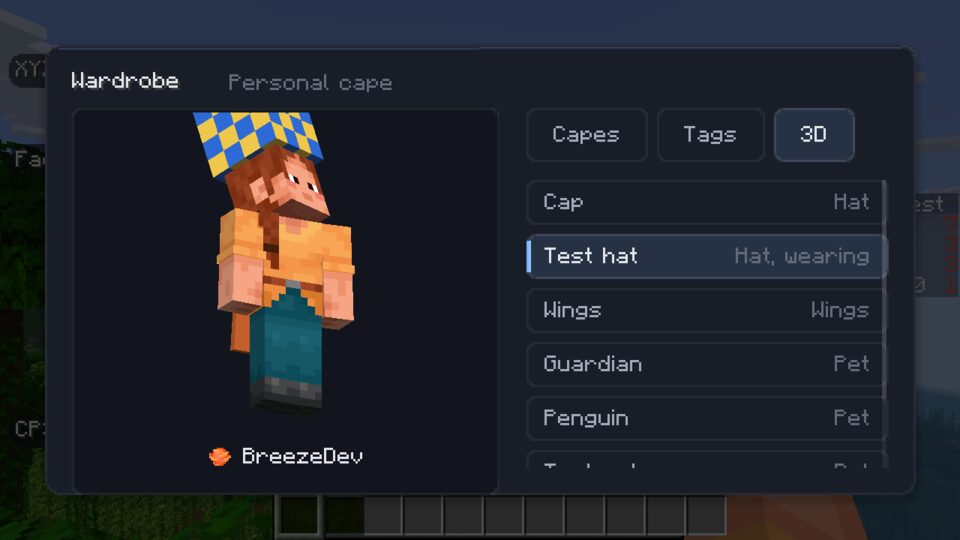 Wardrobe
Personal cape
Capes
Tags
3D
Cap
Hat
Test hat
Hat, wearing
Wings
Wings
Guardian
Pet
Penguin
Pet
BreezeDev